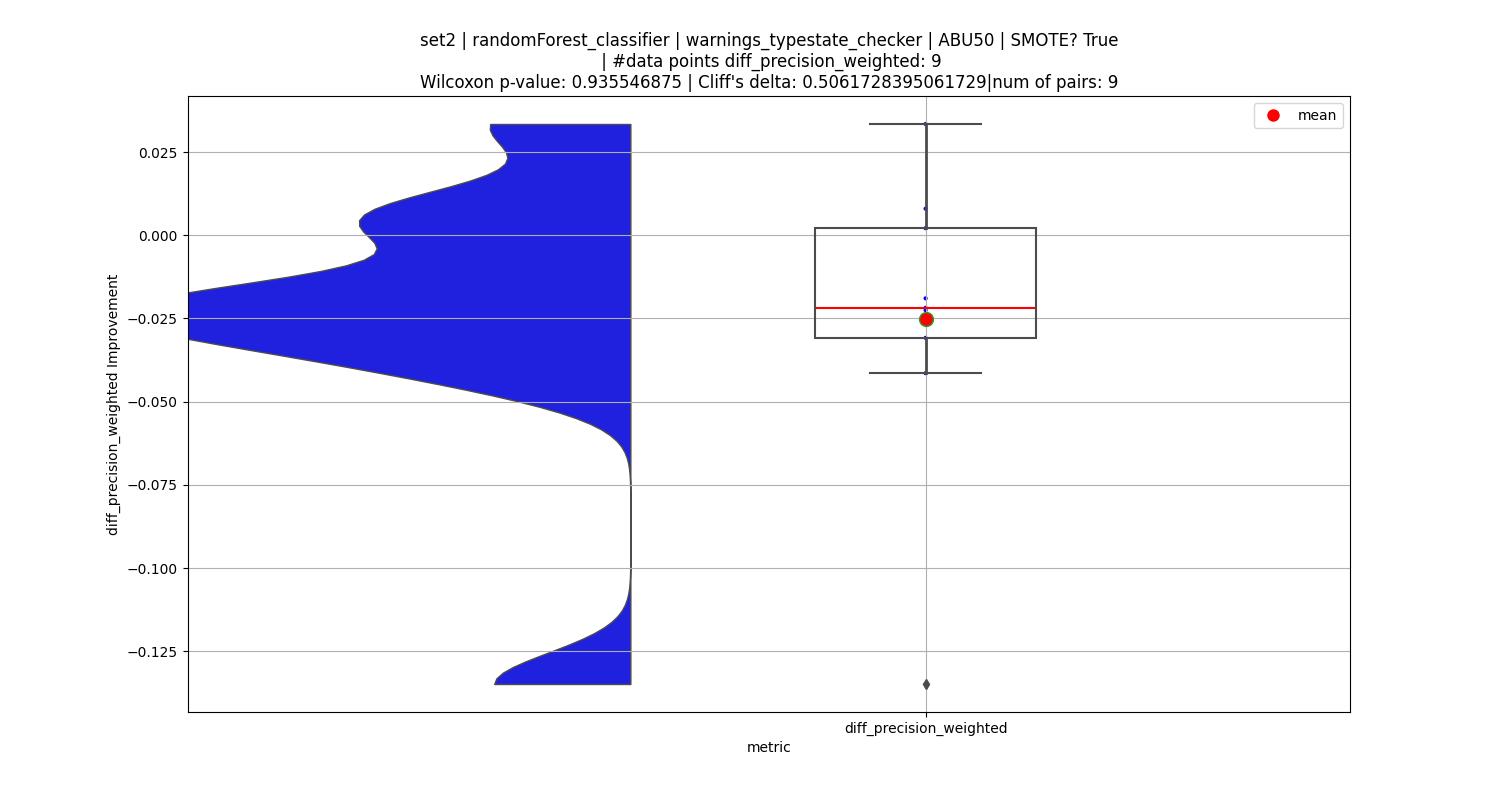 set2 | randomForest_classifier | warnings_typestate_checker | ABU50 | SMOTE? True
| #data points diff_precision_weighted: 9
Wilcoxon p-value: 0.935546875 | Cliff's delta: 0.5061728395061729|num of pairs: 9
mean
0.025
0.000
−0.025
−0.050
−0.075
−0.100
−0.125
diff_precision_weighted Improvement
diff_precision_weighted
metric